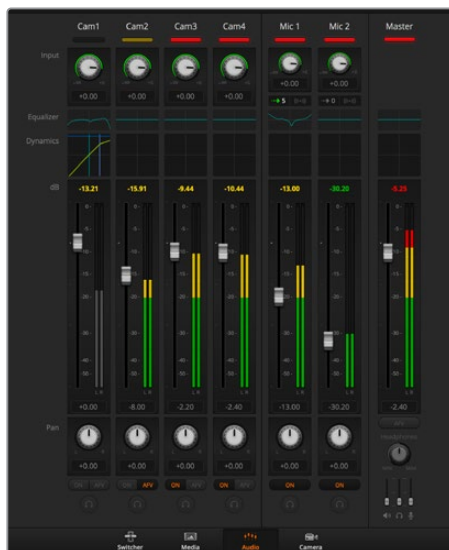 Cam1 Cam2 Cam3 Cam4 Mic 1 Mic 2 Master
Input
+0.00 +0.00 +0.00 +0.00 +0.00 +0.00
Equalizer
Dynamics
dB -13.21 -15.91 -9.44 -10.44 -13.00 -30.20 -5.25
+0.00 -8.00 -2.20 -2.40 -13.00 -30.20 -2.40
Pan
AFV
Headphones
+0.00 +0.00 +0.00 +0.00 +0.00 +0.00
ON AFV ON AFV ON AFV ON AFV ON ON
Switcher Media Audio Camera